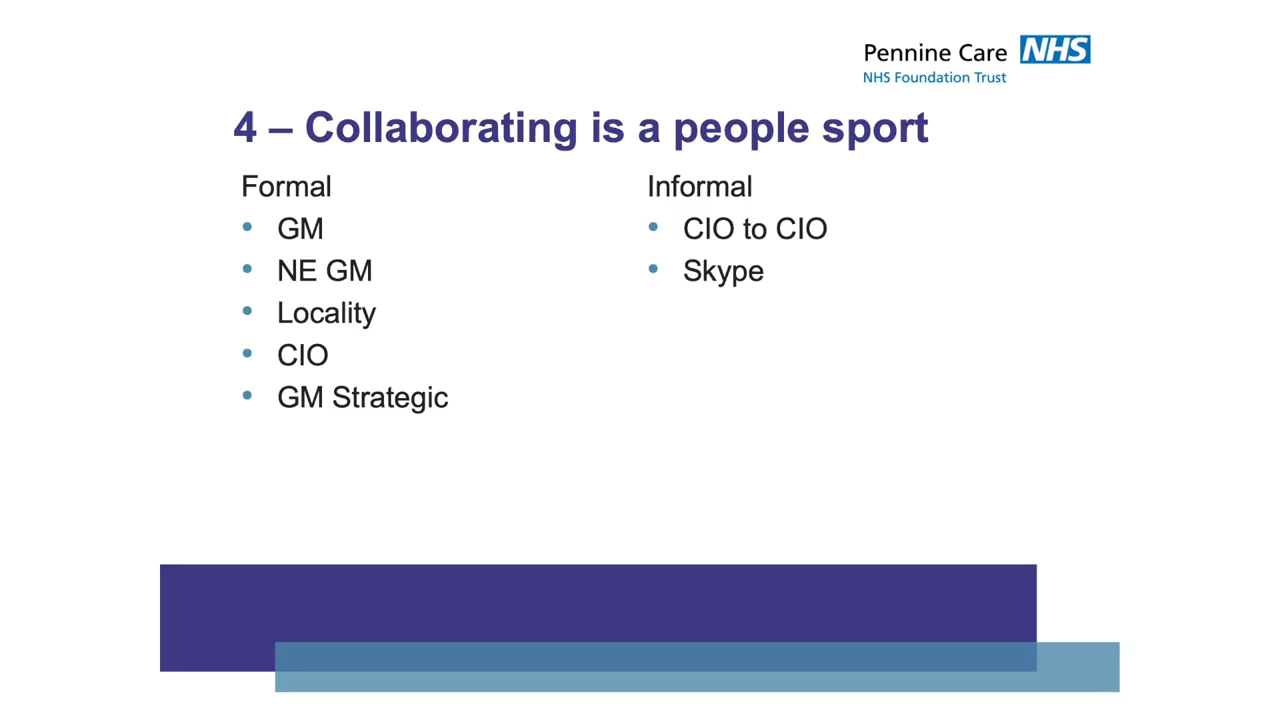 Pennine Care NHS
NHS Foundation Trust
4 – Collaborating is a people sport
Formal
• GM
• NE GM
• Locality
• CIO
• GM Strategic
Informal
• CIO to CIO
• Skype